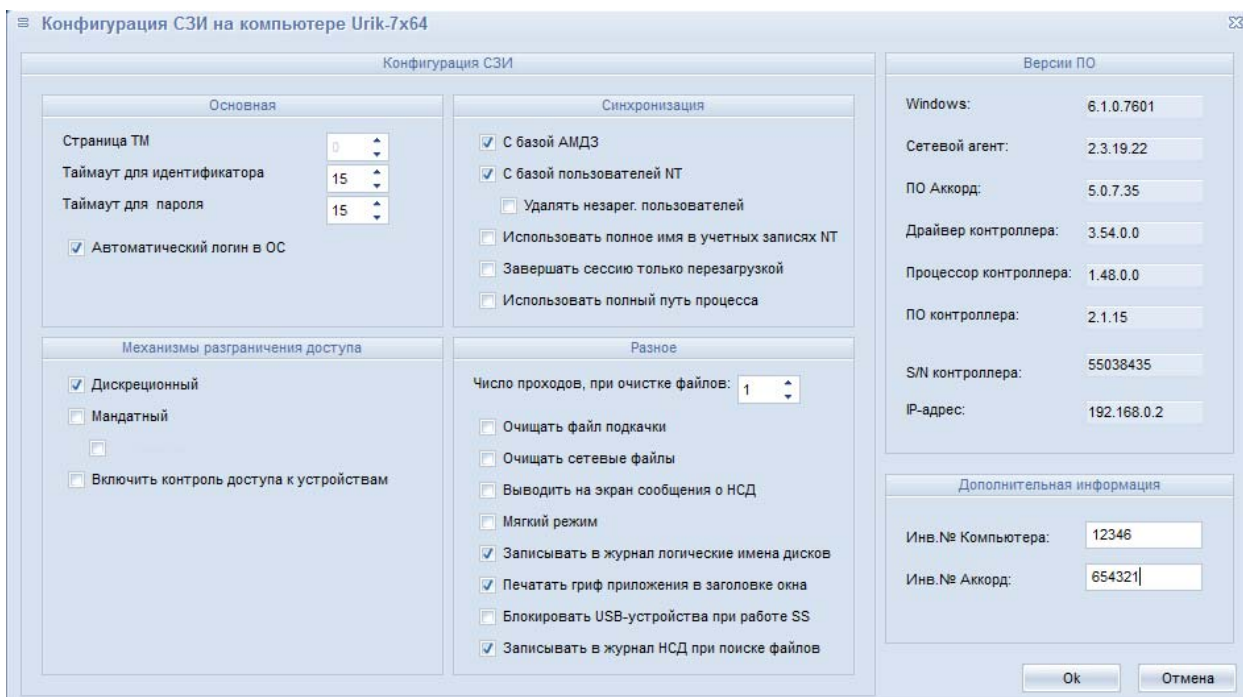 Конфигурация СЗИ на компьютере Urik-7x64
Конфигурация СЗИ
Основная
Страница ТМ 0
Таймаут для идентификатора 15
Таймаут для пароля 15
Автоматический логин в ОС
Синхронизация
С базой АМДЗ
С базой пользователей NT
Удалять незарег. пользователей
Использовать полное имя в учетных записях NT
Завершать сессию только перезагрузкой
Использовать полный путь процесса
Механизмы разграничения доступа
Дискреционный
Мандатный
Включить контроль доступа к устройствам
Разное
Число проходов, при очистке файлов: 1
Очищать файл подкачки
Очищать сетевые файлы
Выводить на экран сообщения о НСД
Мягкий режим
Записывать в журнал логические имена дисков
Печатать гриф приложения в заголовке окна
Блокировать USB-устройства при работе SS
Записывать в журнал НСД при поиске файлов
Версии ПО
Windows: 6.1.0.7601
Сетевой агент: 2.3.19.22
ПО Аккорд: 5.0.7.35
Драйвер контроллера: 3.54.0.0
Процессор контроллера: 1.48.0.0
ПО контроллера: 2.1.15
S/N контроллера: 55038435
IP-адрес: 192.168.0.2
Дополнительная информация
Инв.№ Компьютера: 12346
Инв.№ Аккорд: 654321
Ok Отмена